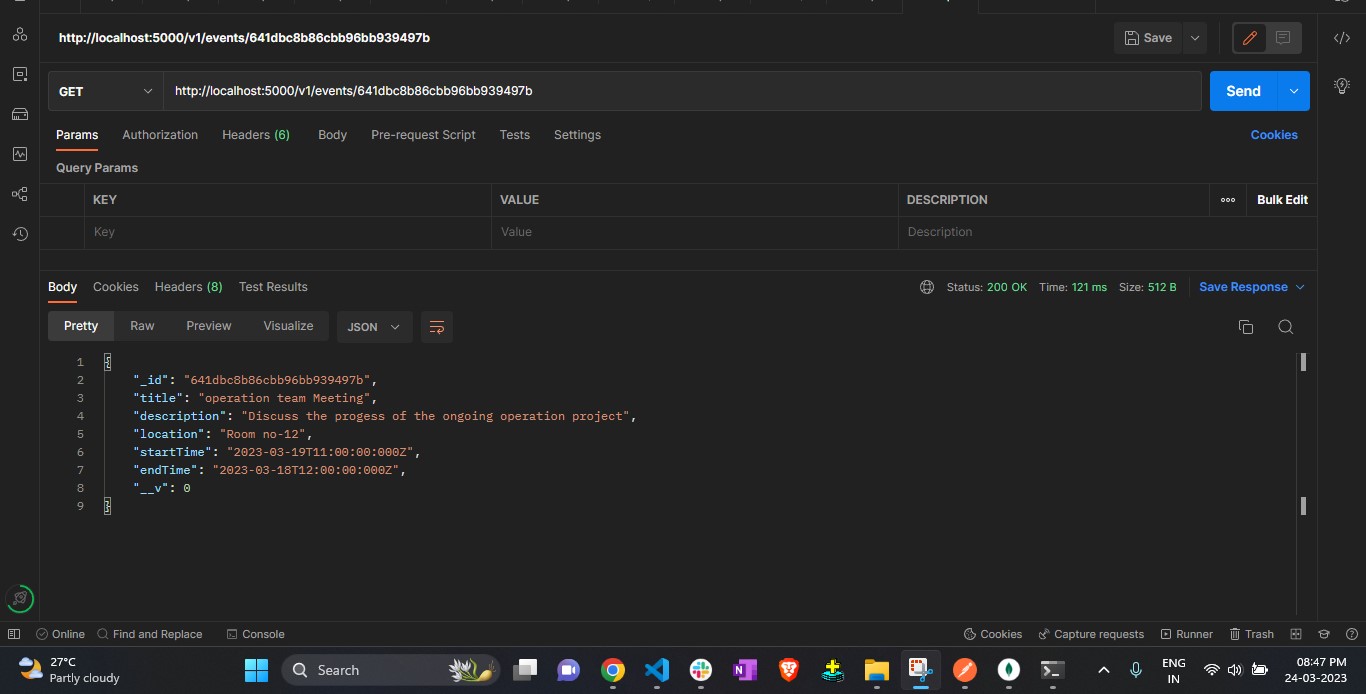 http://localhost:5000/v1/events/641dbc8b86cbb96bb939497b
Save
GET
http://localhost:5000/v1/events/641dbc8b86cbb96bb939497b
Send
Params
Authorization
Headers (6)
Body
Pre-request Script
Tests
Settings
Cookies
Query Params
KEY
VALUE
DESCRIPTION
Bulk Edit
Key
Value
Description
Body
Cookies
Headers (8)
Test Results
Status: 200 OK
Time: 121 ms
Size: 512 B
Save Response
Pretty
Raw
Preview
Visualize
JSON
1 {
2 "_id": "641dbc8b86cbb96bb939497b",
3 "title": "operation team Meeting",
4 "description": "Discuss the progess of the ongoing operation project",
5 "location": "Room no-12",
6 "startTime": "2023-03-19T11:00:00:000Z",
7 "endTime": "2023-03-18T12:00:00:000Z",
8 "__v": 0
9 }
Online
Find and Replace
Console
Cookies
Capture requests
Runner
Trash
27°C
Partly cloudy
Search
ENG
IN
08:47 PM
24-03-2023